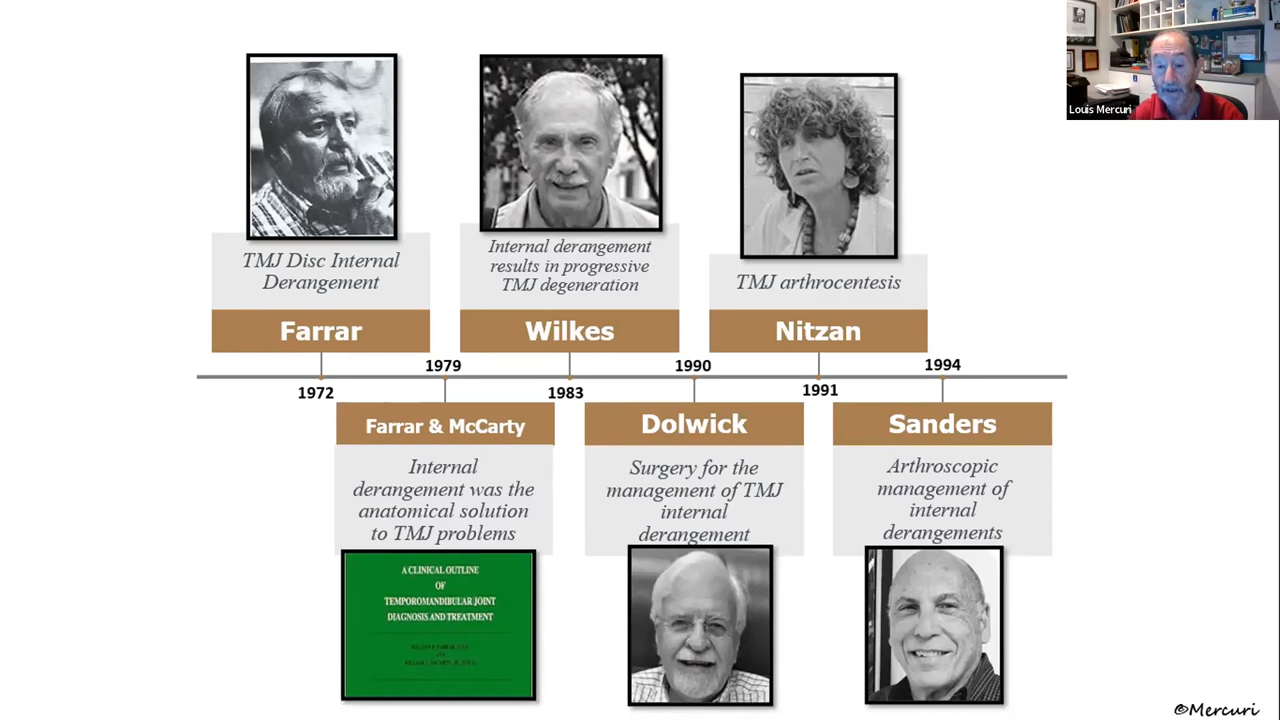 Louis Mercuri
TMJ Disc Internal
Derangement
Farrar
Internal derangement
results in progressive
TMJ degeneration
Wilkes
TMJ arthrocentesis
Nitzan
1979
1990
1994
1972
1983
1991
Farrar & McCarty
Internal
derangement was the
anatomical solution
to TMJ problems
Dolwick
Surgery for the
management of TMJ
internal
derangement
Sanders
Arthroscopic
management of
internal
derangements
A CLINICAL OUTLINE
OF
TEMPOROMANDIBULAR JOINT
DIAGNOSIS AND TREATMENT
©Mercuri